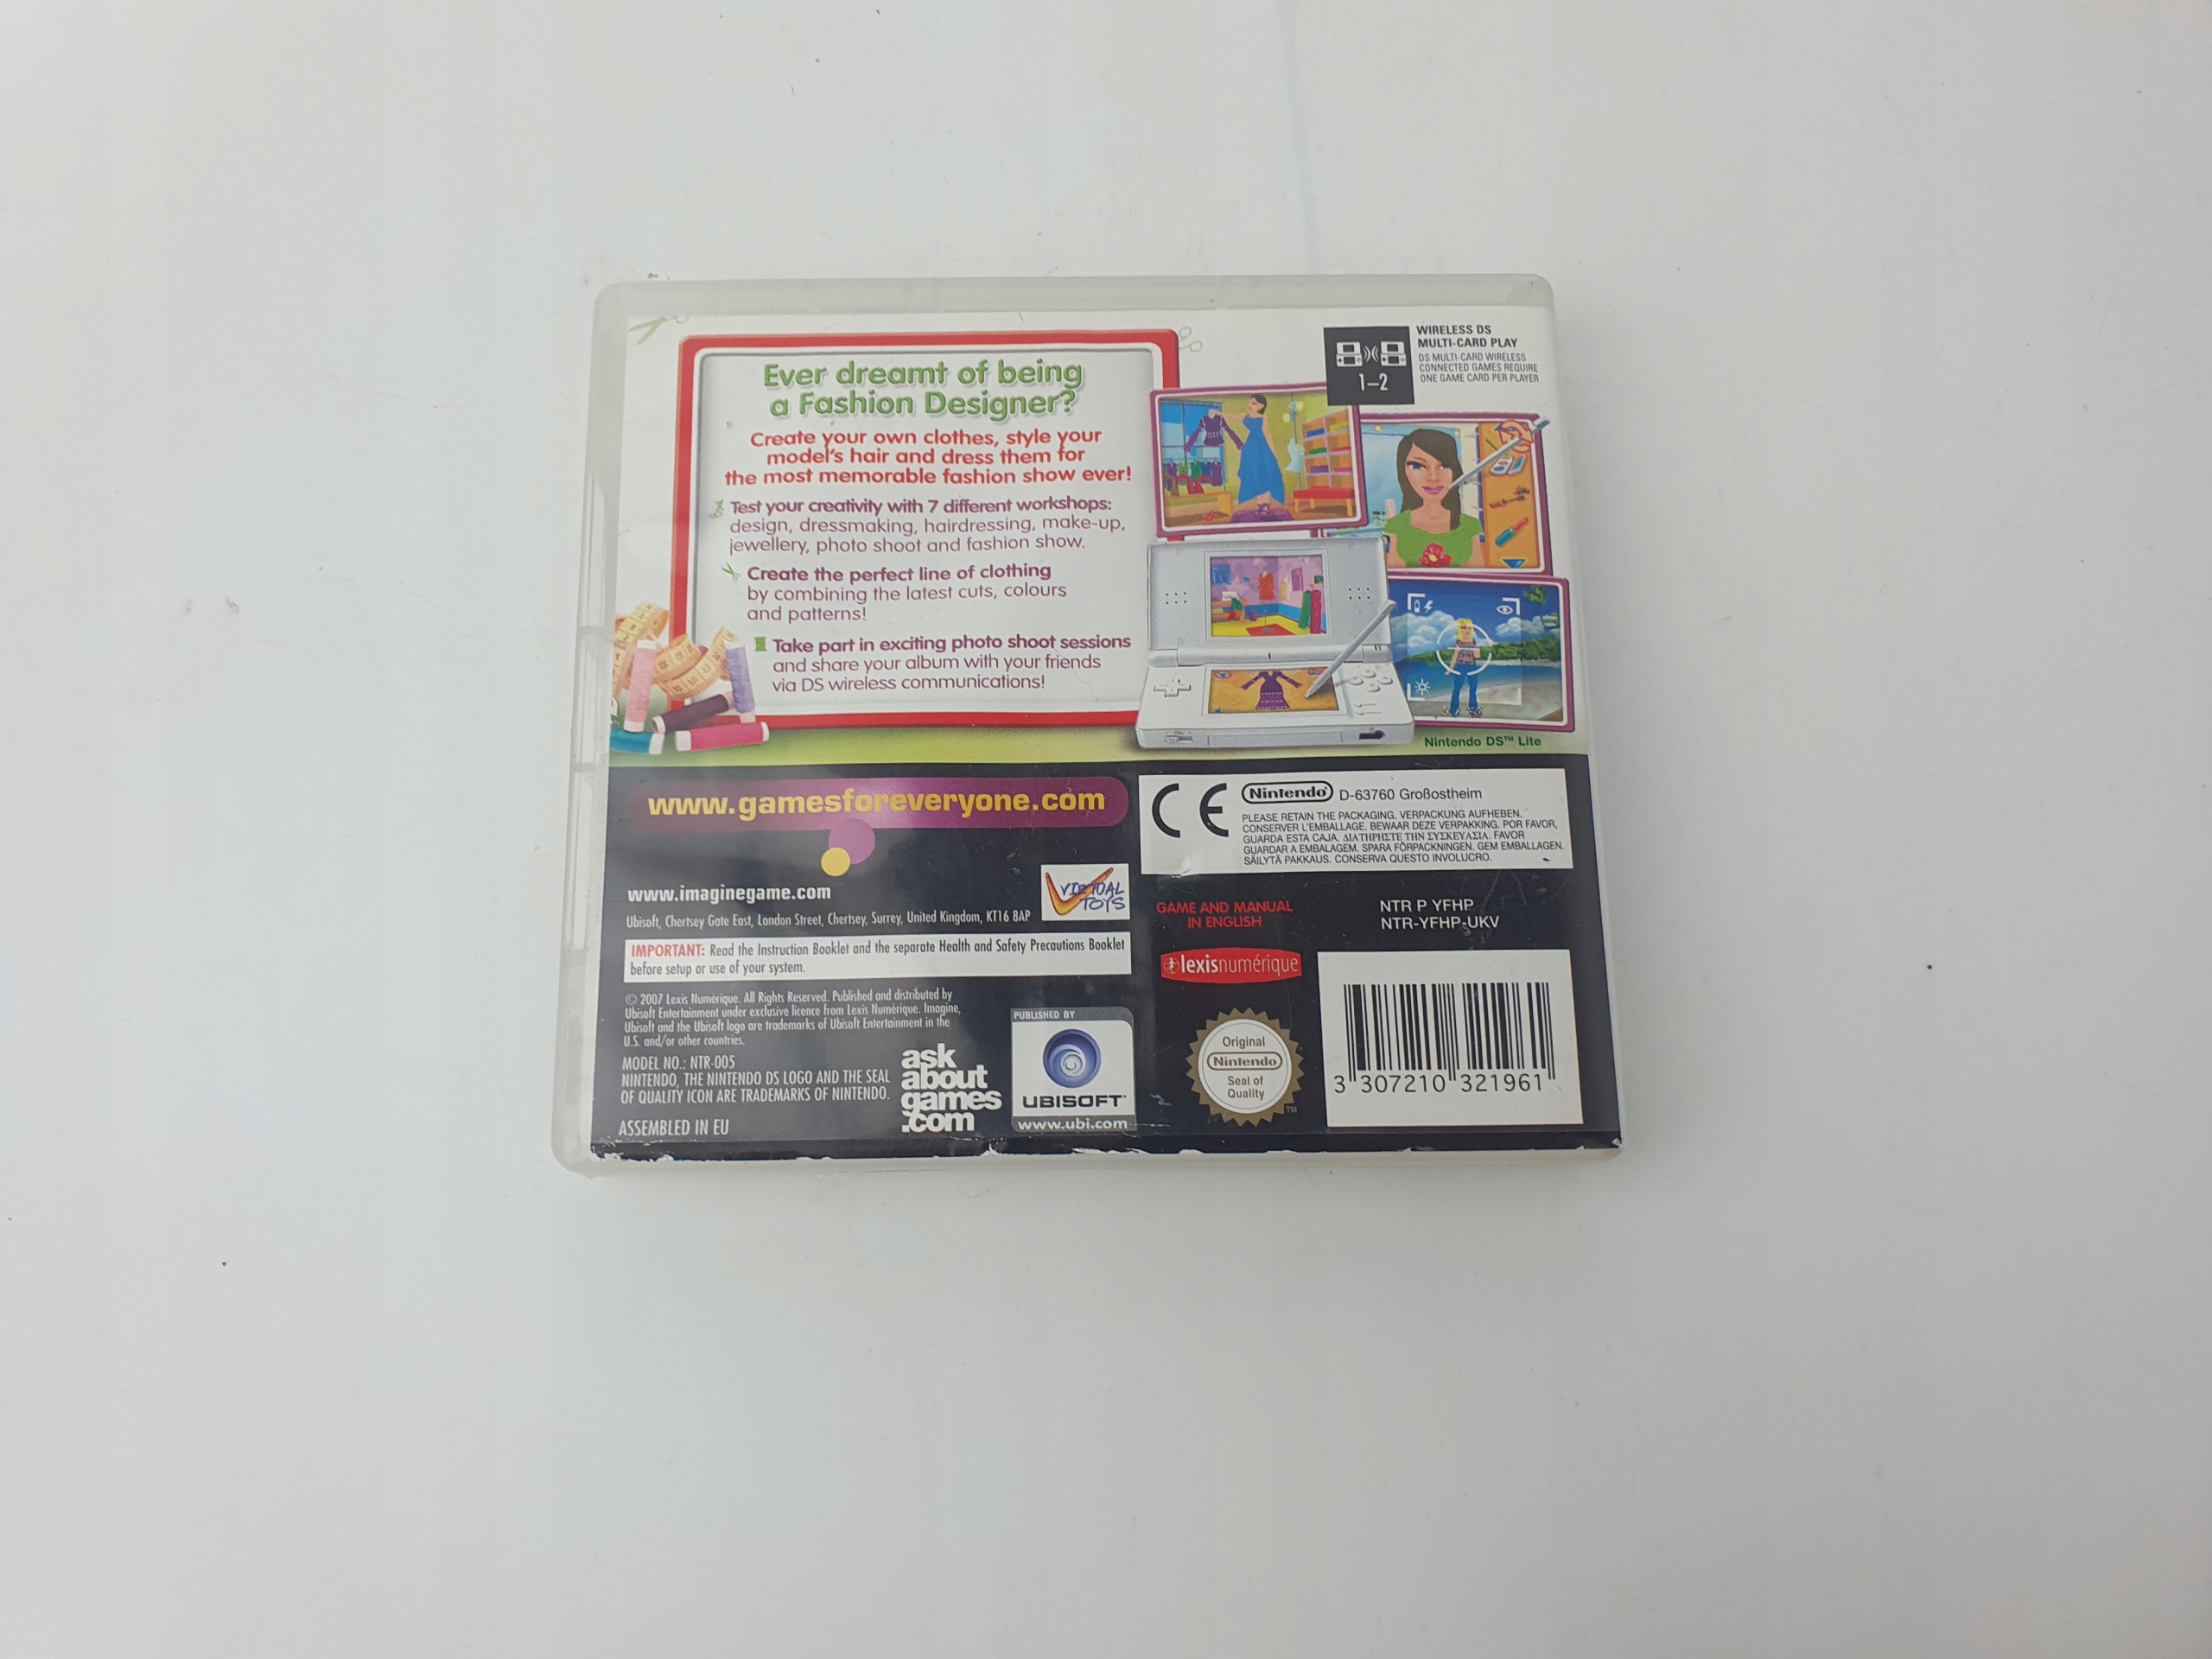 WIRELESS DS
MULTI-CARD PLAY
DS MULTI-CARD WIRELESS
CONNECTED GAMES REQUIRE
ONE GAME CARD PER PLAYER
1–2
Ever dreamt of being
a Fashion Designer?
Create your own clothes, style your
model's hair and dress them for
the most memorable fashion show ever!
Test your creativity with 7 different workshops:
design, dressmaking, hairdressing, make-up,
jewellery, photo shoot and fashion show.
Create the perfect line of clothing
by combining the latest cuts, colours
and patterns!
Take part in exciting photo shoot sessions
and share your album with your friends
via DS wireless communications!
Nintendo DS™ Lite
www.gamesforeveryone.com
www.imaginegame.com
VIRTUAL
TOYS
Ubisoft, Chertsey Gate East, London Street, Chertsey, Surrey, United Kingdom, KT16 8AP
IMPORTANT: Read the Instruction Booklet and the separate Health and Safety Precautions Booklet
before setup or use of your system.
© 2007 Lexis Numérique. All Rights Reserved. Published and distributed by
Ubisoft Entertainment under exclusive licence from Lexis Numérique. Imagine,
Ubisoft and the Ubisoft logo are trademarks of Ubisoft Entertainment in the
U.S. and/or other countries.
MODEL NO.: NTR-005
NINTENDO, THE NINTENDO DS LOGO AND THE SEAL
OF QUALITY ICON ARE TRADEMARKS OF NINTENDO.
ASSEMBLED IN EU
ask
about
games
.com
PUBLISHED BY
UBISOFT
www.ubi.com
CE
Nintendo D-63760 Großostheim
PLEASE RETAIN THE PACKAGING. VERPACKUNG AUFHEBEN.
CONSERVER L'EMBALLAGE. BEWAAR DEZE VERPAKKING. POR FAVOR,
GUARDA ESTA CAJA. ΔΙΑΤΗΡΗΣΤΕ ΤΗΝ ΣΥΣΚΕΥΑΣΙΑ. FAVOR
GUARDAR A EMBALAGEM. SPARA FÖRPACKNINGEN. GEM EMBALLAGEN.
SÄILYTÄ PAKKAUS. CONSERVA QUESTO INVOLUCRO.
GAME AND MANUAL
IN ENGLISH
NTR P YFHP
NTR-YFHP-UKV
lexisnumérique
Original
Nintendo
Seal of
Quality
TM
3 307210 321961